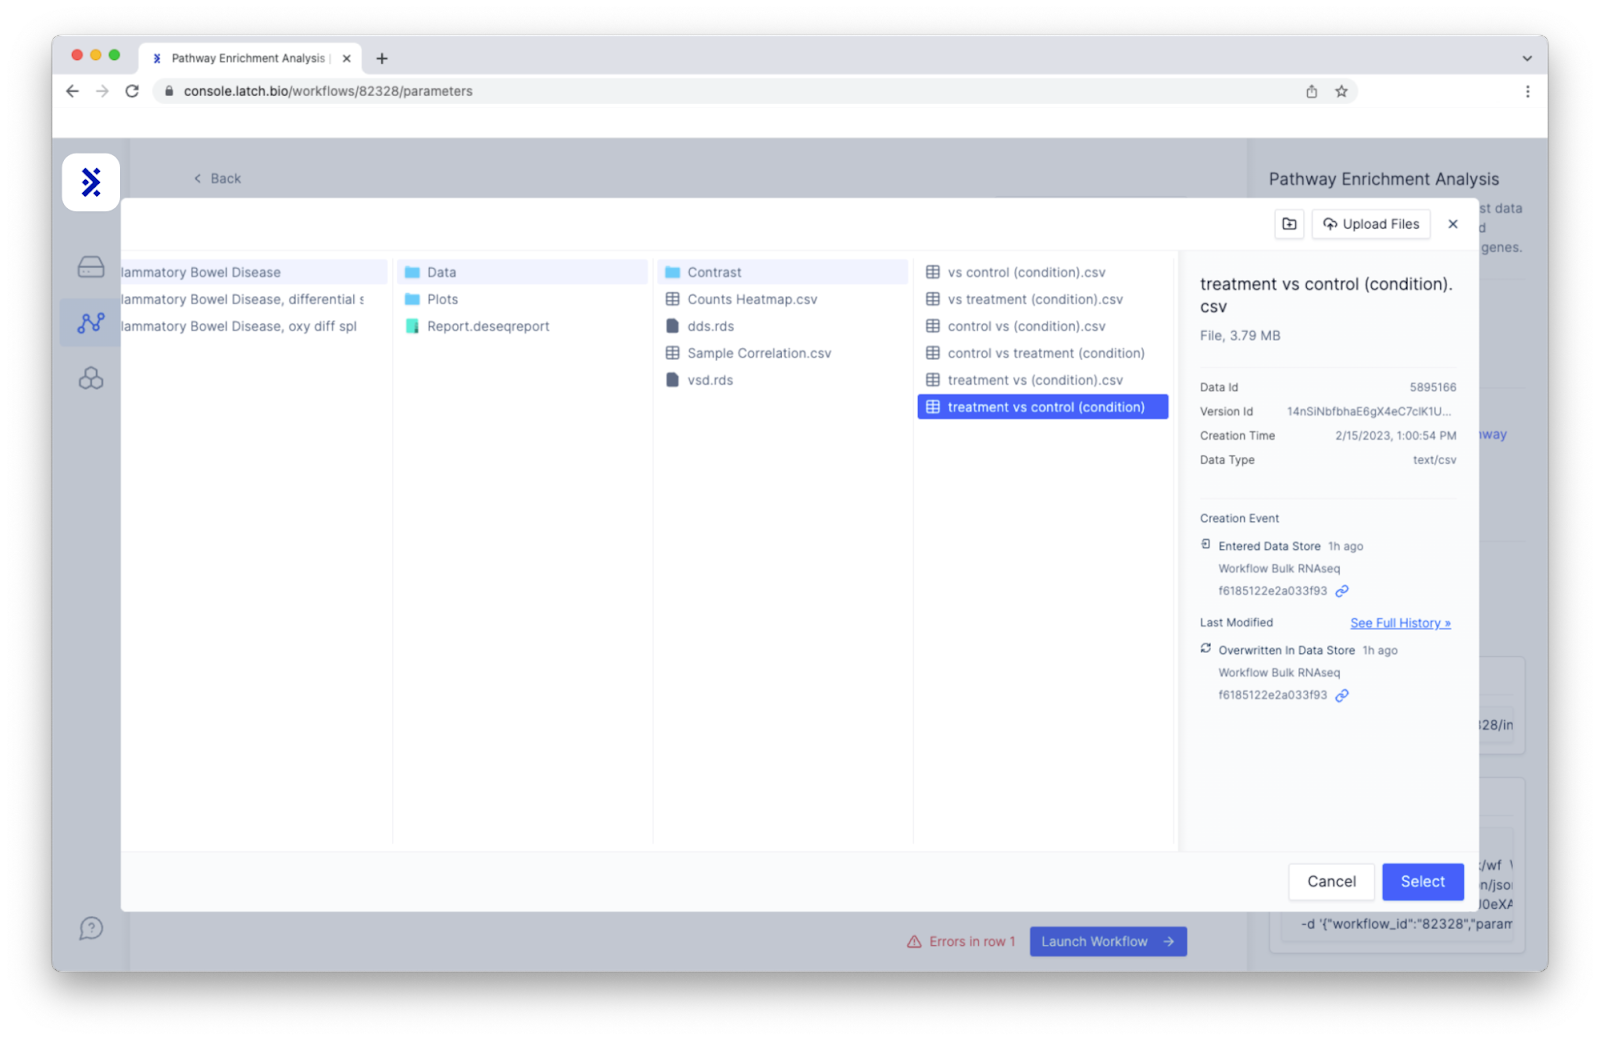 Pathway Enrichment Analysis
console.latch.bio/workflows/82328/parameters
Back
Pathway Enrichment Analysis
st data
d
genes.
Upload Files
lammatory Bowel Disease
lammatory Bowel Disease, differential s
lammatory Bowel Disease, oxy diff spl
Data
Plots
Report.deseqreport
Contrast
Counts Heatmap.csv
dds.rds
Sample Correlation.csv
vsd.rds
vs control (condition).csv
vs treatment (condition).csv
control vs (condition).csv
control vs treatment (condition)
treatment vs (condition).csv
treatment vs control (condition)
treatment vs control (condition).
csv
File, 3.79 MB
Data Id 5895166
Version Id 14nSiNbfbhaE6gX4eC7clK1U...
Creation Time 2/15/2023, 1:00:54 PM
Data Type text/csv
Creation Event
Entered Data Store 1h ago
Workflow Bulk RNAseq
f6185122e2a033f93
Last Modified See Full History »
Overwritten In Data Store 1h ago
Workflow Bulk RNAseq
f6185122e2a033f93
way
328/in
Cancel
Select
:/wf
n/jso
J0eXA
-d '{"workflow_id":"82328","param
Errors in row 1
Launch Workflow